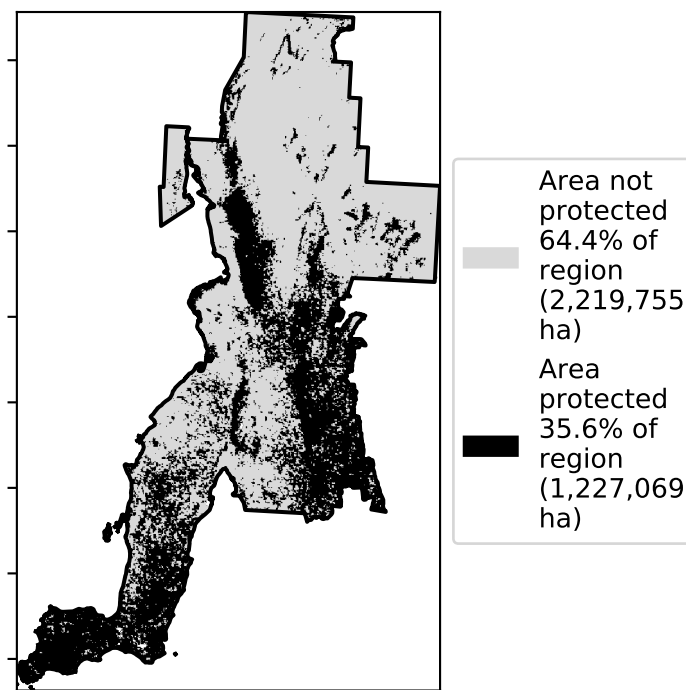 Area not
protected
64.4% of
region
(2,219,755
ha)
Area
protected
35.6% of
region
(1,227,069
ha)